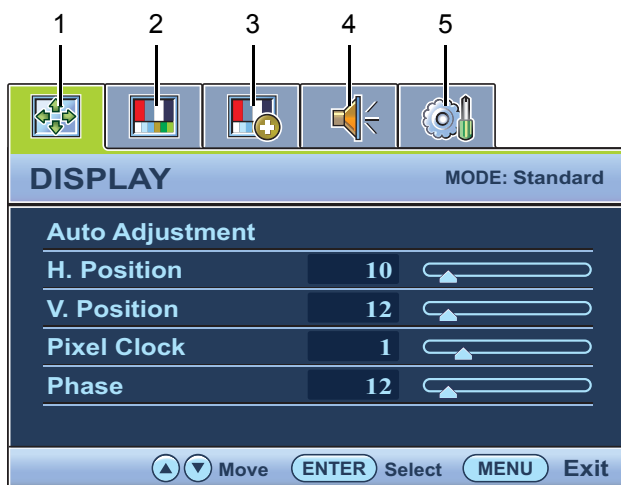 1 2 3 4 5
DISPLAY MODE: Standard
Auto Adjustment
H. Position 10
V. Position 12
Pixel Clock 1
Phase 12
Move ENTER Select MENU Exit